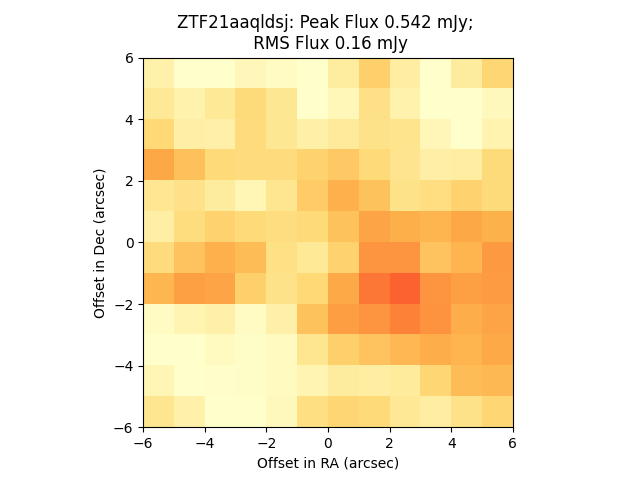 ZTF21aaqldsj: Peak Flux 0.542 mJy;
RMS Flux 0.16 mJy
6
4
2
0
−2
−4
−6
Offset in Dec (arcsec)
−6 −4 −2 0 2 4 6
Offset in RA (arcsec)